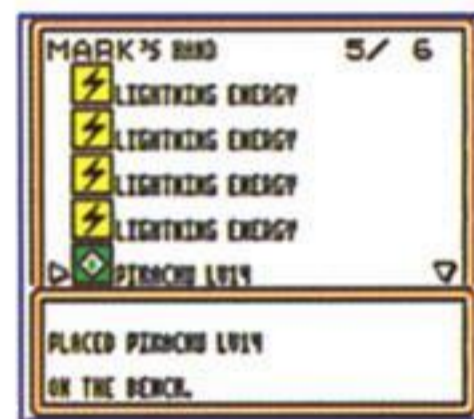 MARK'S HAND 5/ 6
LIGHTNING ENERGY
LIGHTNING ENERGY
LIGHTNING ENERGY
LIGHTNING ENERGY
PIKACHU LV14
PLACED PIKACHU LV14
ON THE BENCH.